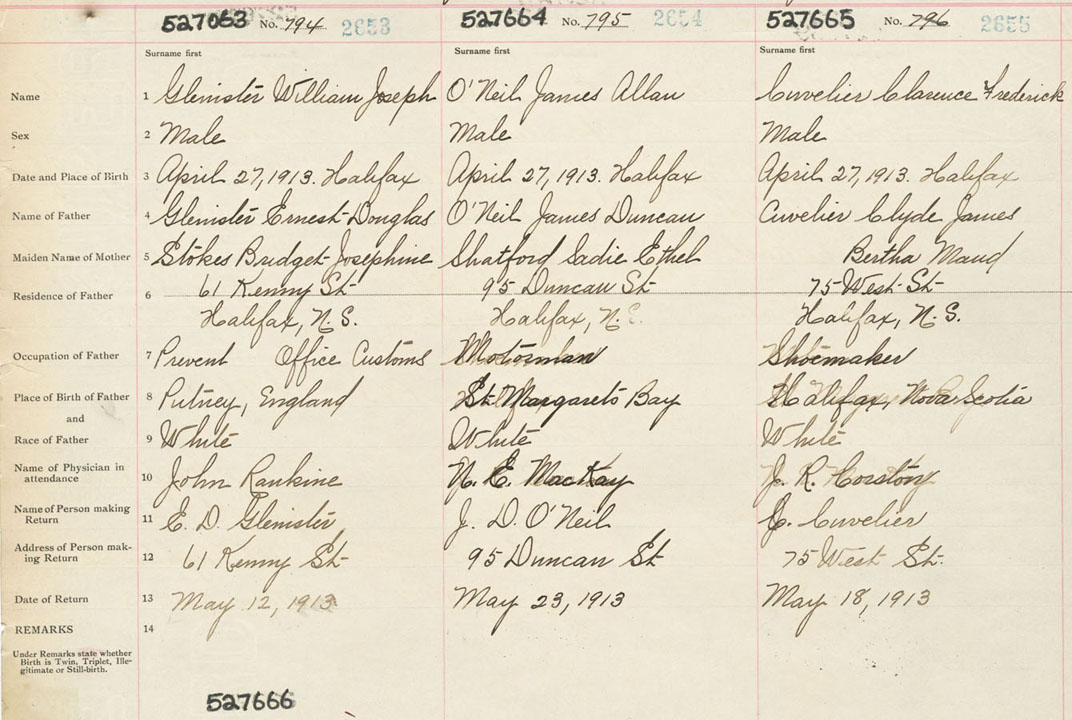 527663 No. 794 2653 527664 No. 795 2654 527665 No. 796 2655
Surname first Surname first Surname first
Name 1 Glenister William Joseph O'Neil James Allan Cuvelier Clarence Frederick
Sex 2 Male Male Male
Date and Place of Birth 3 April 27, 1913. Halifax April 27, 1913. Halifax April 27, 1913. Halifax
Name of Father 4 Glenister Ernest Douglas O'Neil James Duncan Cuvelier Clyde James
Maiden Name of Mother 5 Stokes Bridget Josephine Shatford Sadie Ethel Bertha Maud
Residence of Father 6 61 Kenny St 95 Duncan St 75 West St
Halifax, N.S. Halifax, N.S. Halifax, N.S.
Occupation of Father 7 Prevent Office Customs Motorman Shoemaker
Place of Birth of Father 8 Putney, England St. Margarets Bay Halifax, Nova Scotia
and
Race of Father 9 White White White
Name of Physician in
attendance 10 John Rankine N. E. MacKay J. R. Corston
Name of Person making
Return 11 E. D. Glenister J. D. O'Neil C. Cuvelier
Address of Person mak-
ing Return 12 61 Kenny St 95 Duncan St 75 West St.
Date of Return 13 May 12, 1913 May 23, 1913 May 18, 1913
REMARKS 14
Under Remarks state whether
Birth is Twin, Triplet, Ille-
gitimate or Still-birth.
527666